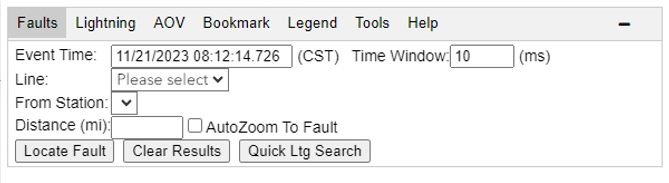 Faults Lightning AOV Bookmark Legend Tools Help
Event Time: 11/21/2023 08:12:14.726 (CST) Time Window: 10 (ms)
Line: Please select
From Station:
Distance (mi): AutoZoom To Fault
Locate Fault Clear Results Quick Ltg Search